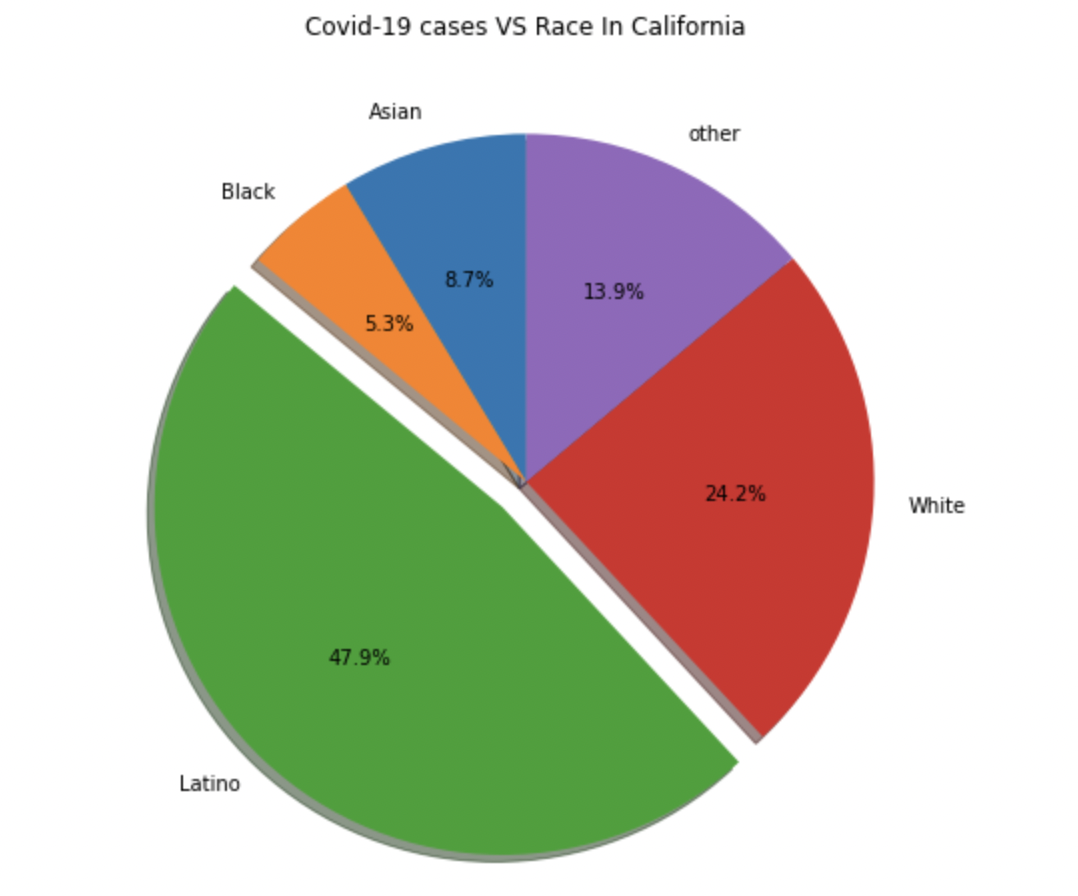 Covid-19 cases VS Race In California
Asian
other
Black
8.7%
13.9%
5.3%
24.2%
White
47.9%
Latino